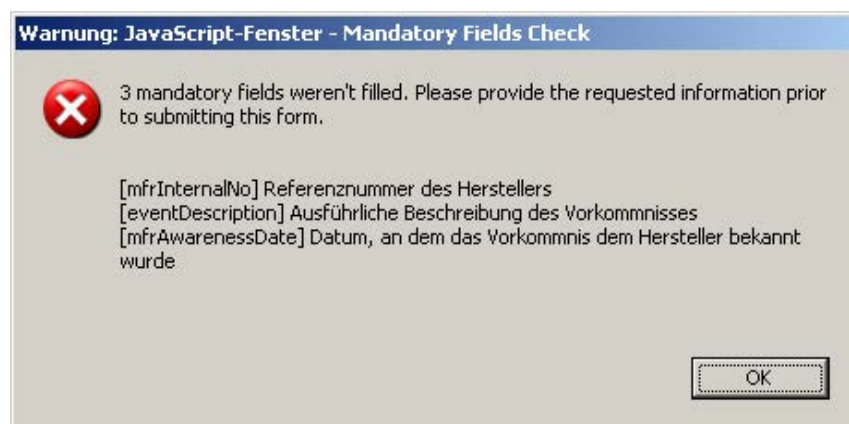 Warnung: JavaScript-Fenster - Mandatory Fields Check
3 mandatory fields weren't filled. Please provide the requested information prior
to submitting this form.
[mfrInternalNo] Referenznummer des Herstellers
[eventDescription] Ausführliche Beschreibung des Vorkommnisses
[mfrAwarenessDate] Datum, an dem das Vorkommnis dem Hersteller bekannt
wurde
OK